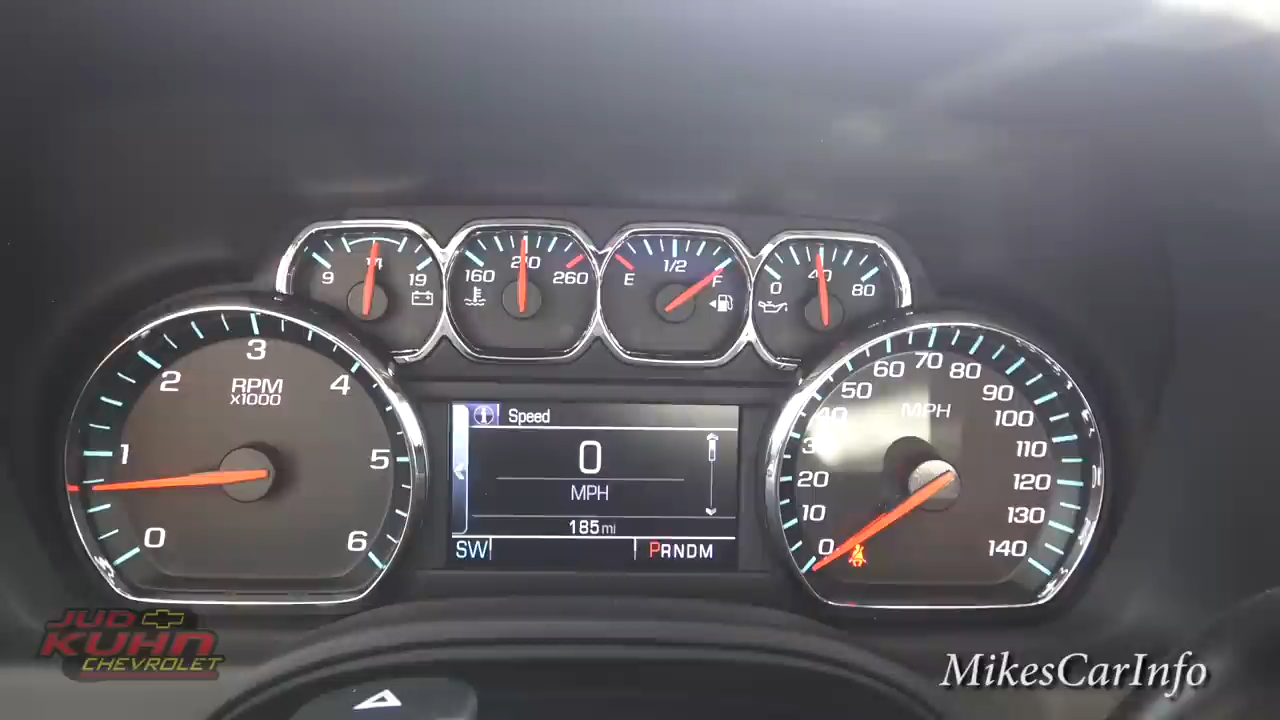 9 14 19
160 210 260
E 1/2 F
0 40 80
0 1 2 3 4 5 6
RPM
x1000
Speed
0
MPH
185 mi
SW PRNDM
0 10 20 30 40 50 60 70 80 90 100 110 120 130 140
MPH
JUD
KUHN
CHEVROLET
MikesCarInfo